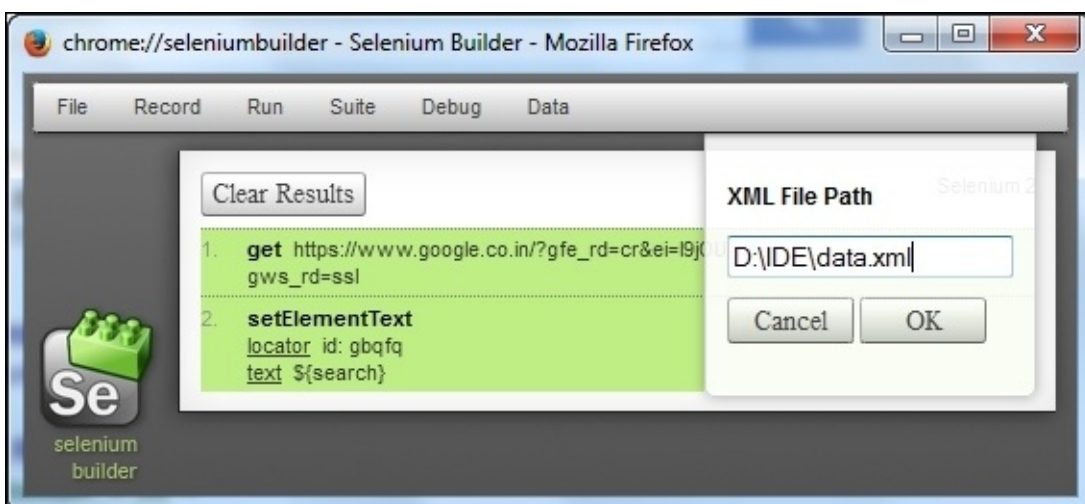 chrome://seleniumbuilder - Selenium Builder - Mozilla Firefox
File Record Run Suite Debug Data
Clear Results
Selenium 2
XML File Path
1. get https://www.google.co.in/?gfe_rd=cr&ei=I9j0U
gws_rd=ssl
D:\IDE\data.xml
2. setElementText
locator id: gbqfq
text ${search}
Cancel OK
Se
selenium
builder